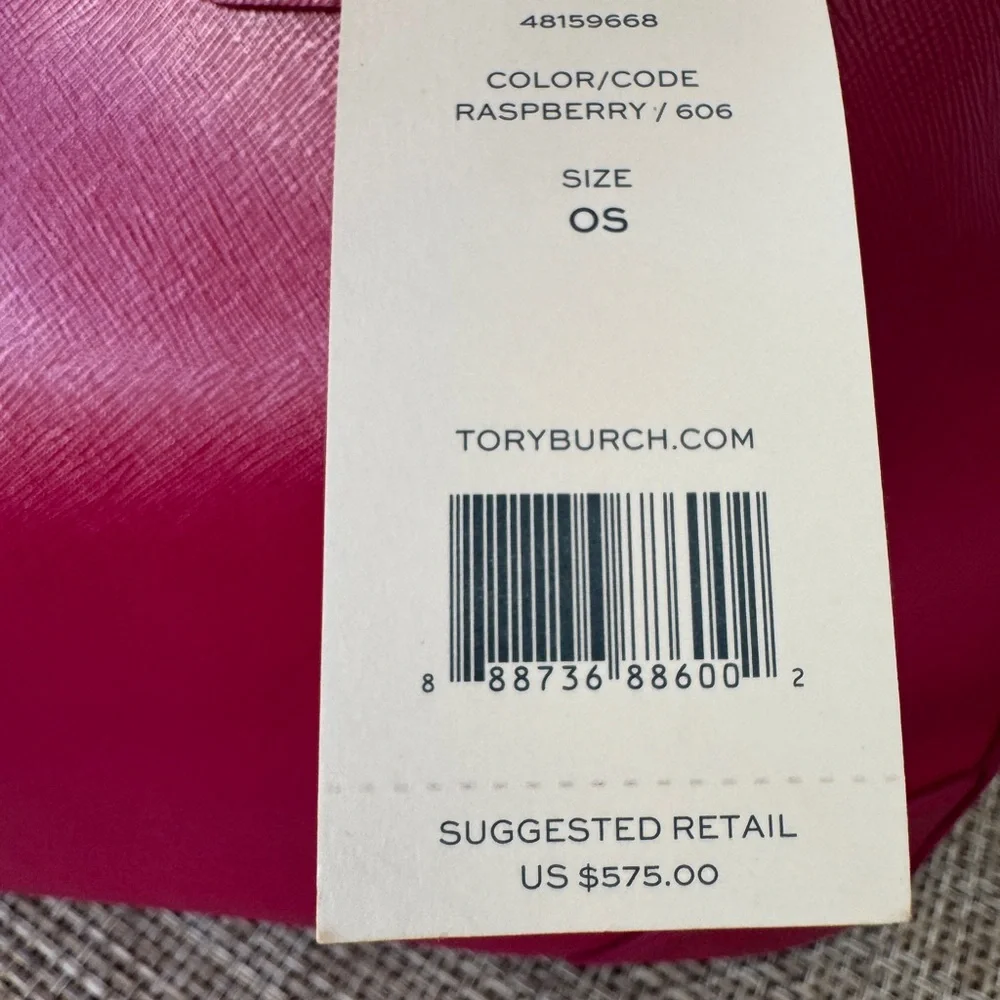 48159668
COLOR/CODE
RASPBERRY / 606
SIZE
OS
TORYBURCH.COM
8 88736 88600 2
SUGGESTED RETAIL
US $575.00